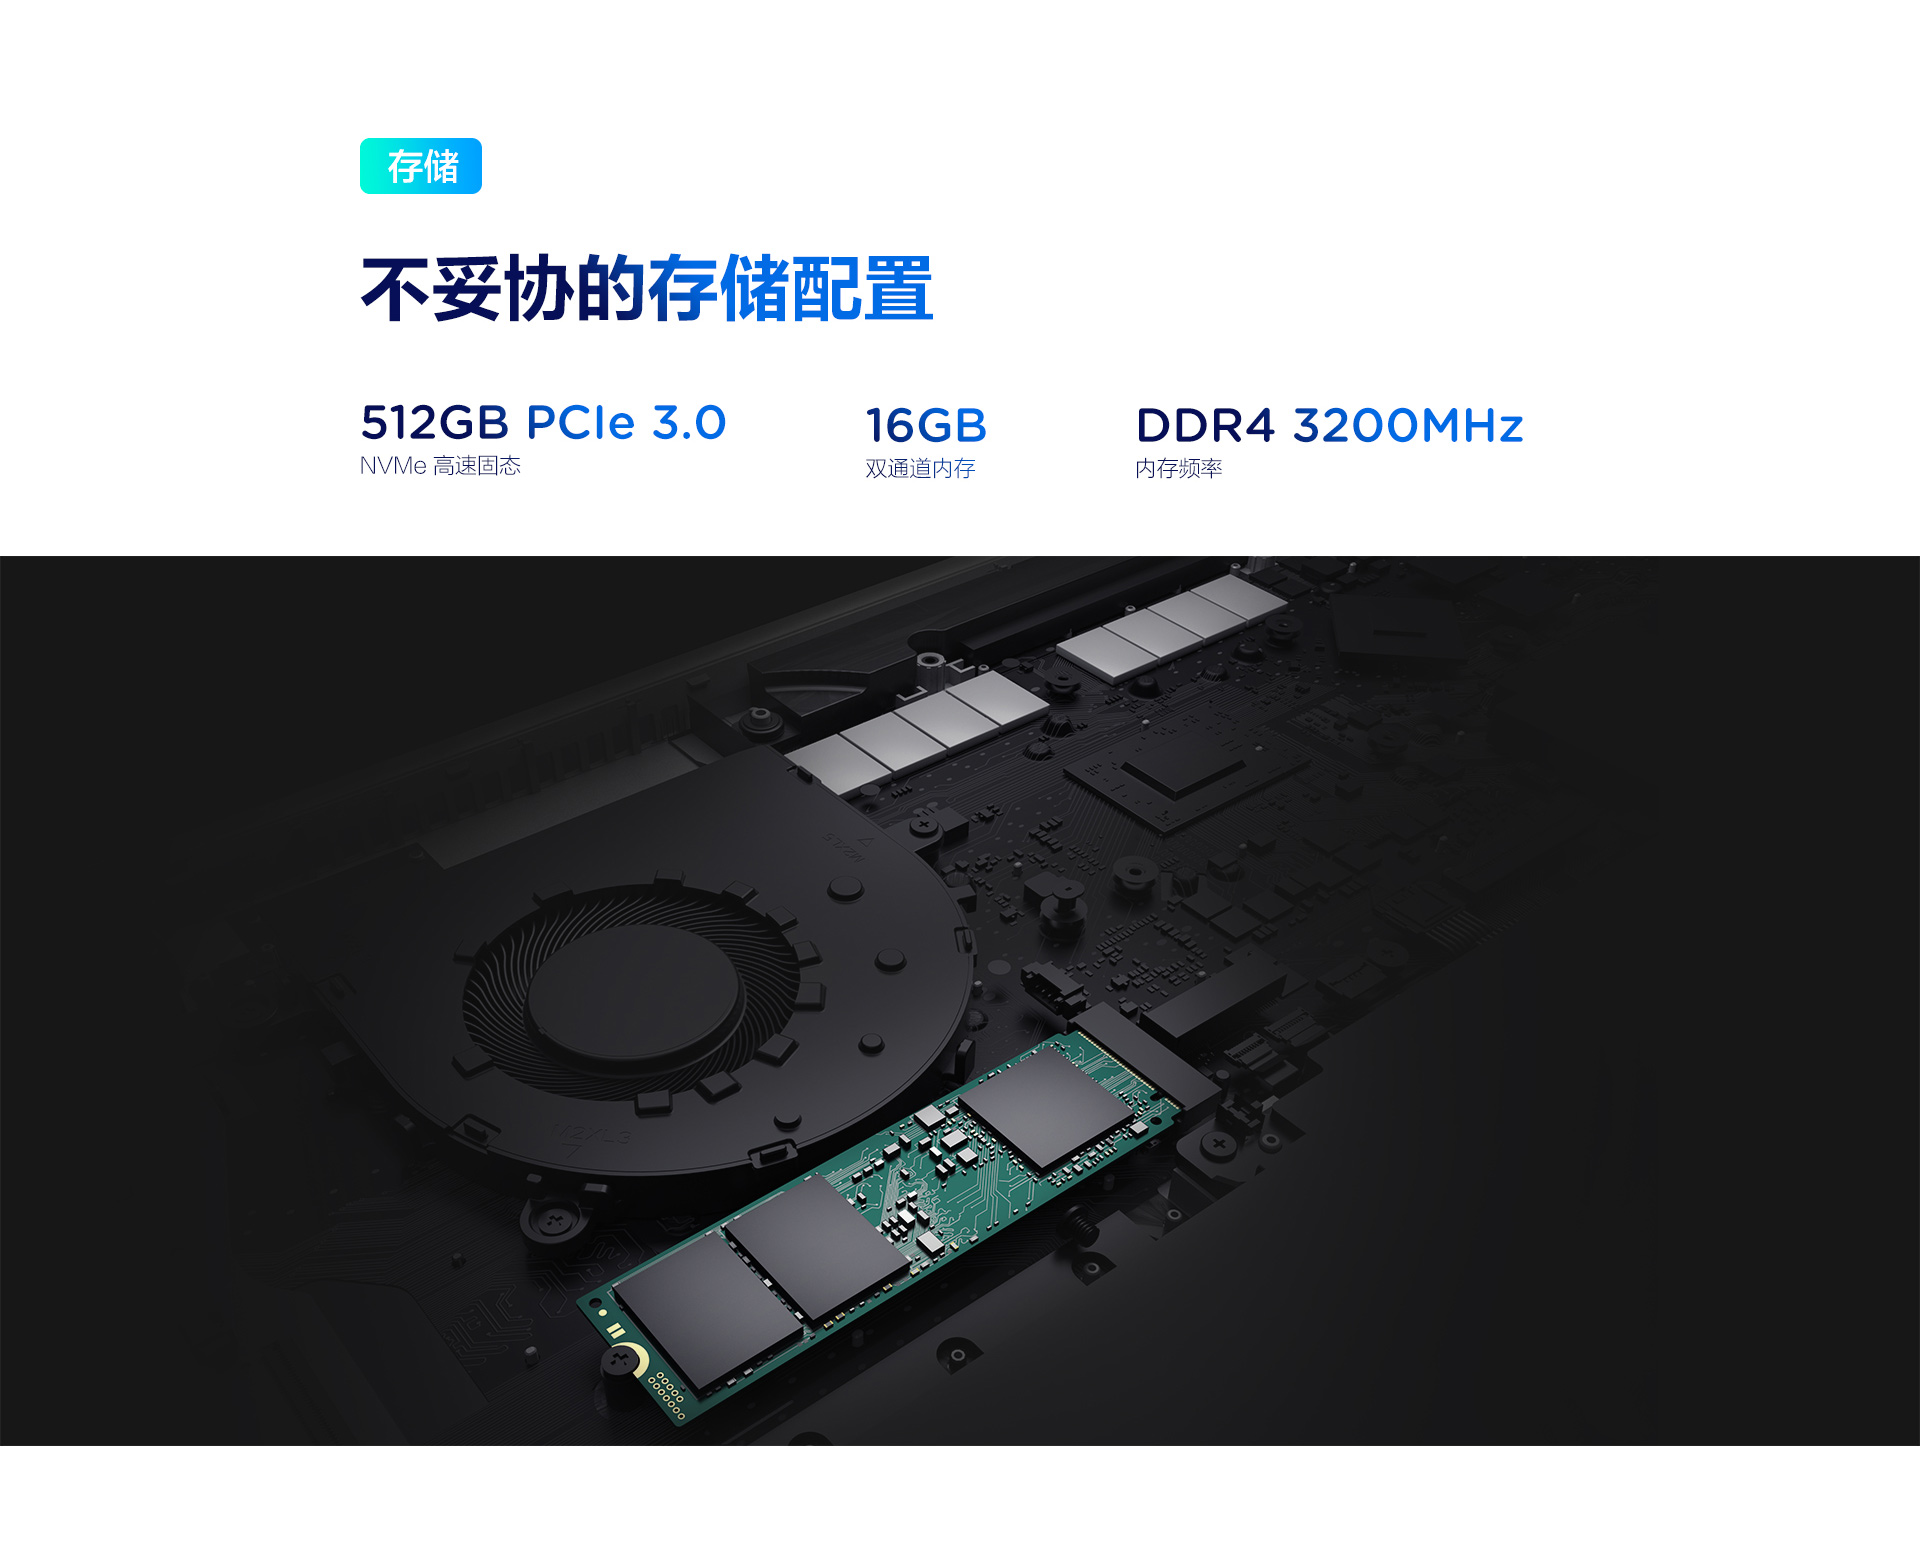 存储
不妥协的存储配置
512GB PCIe 3.0
NVMe 高速固态
16GB
双通道内存
DDR4 3200MHz
内存频率